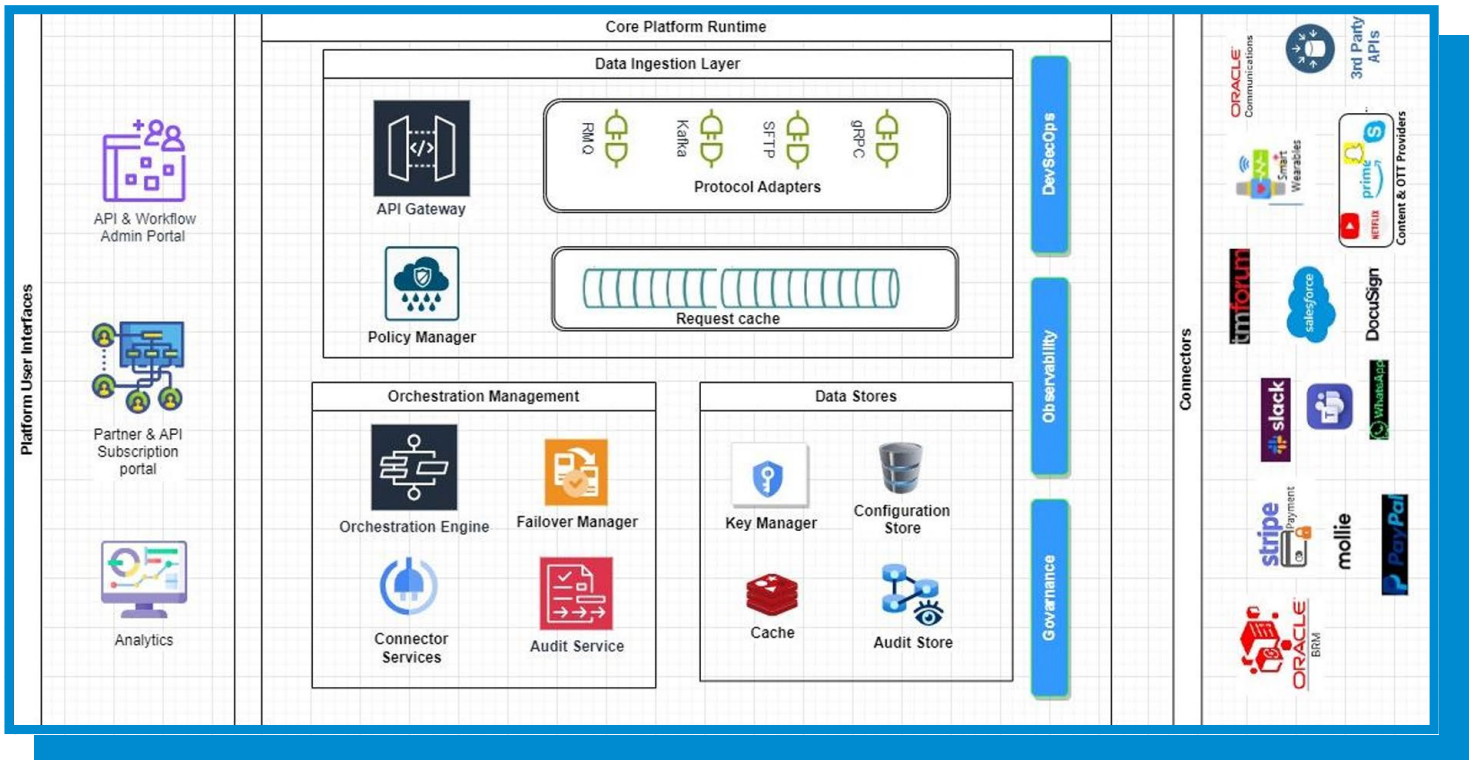 Platform User Interfaces
API & Workflow
Admin Portal
Partner & API
Subscription
portal
Analytics
Core Platform Runtime
Data Ingestion Layer
API Gateway
RMQ
Kafka
SFTP
gRPC
Protocol Adapters
Policy Manager
Request cache
Orchestration Management
Orchestration Engine
Failover Manager
Connector
Services
Audit Service
Data Stores
Key Manager
Configuration
Store
Cache
Audit Store
DevSecOps
Observability
Govarnance
Connectors
ORACLE
Communications
3rd Party
APIs
Smart
Wearables
prime
NETFLIX
Content & OTT Providers
tmforum
salesforce
DocuSign
slack
WhatsApp
stripe
Payment
mollie
PayPal
ORACLE
BRM